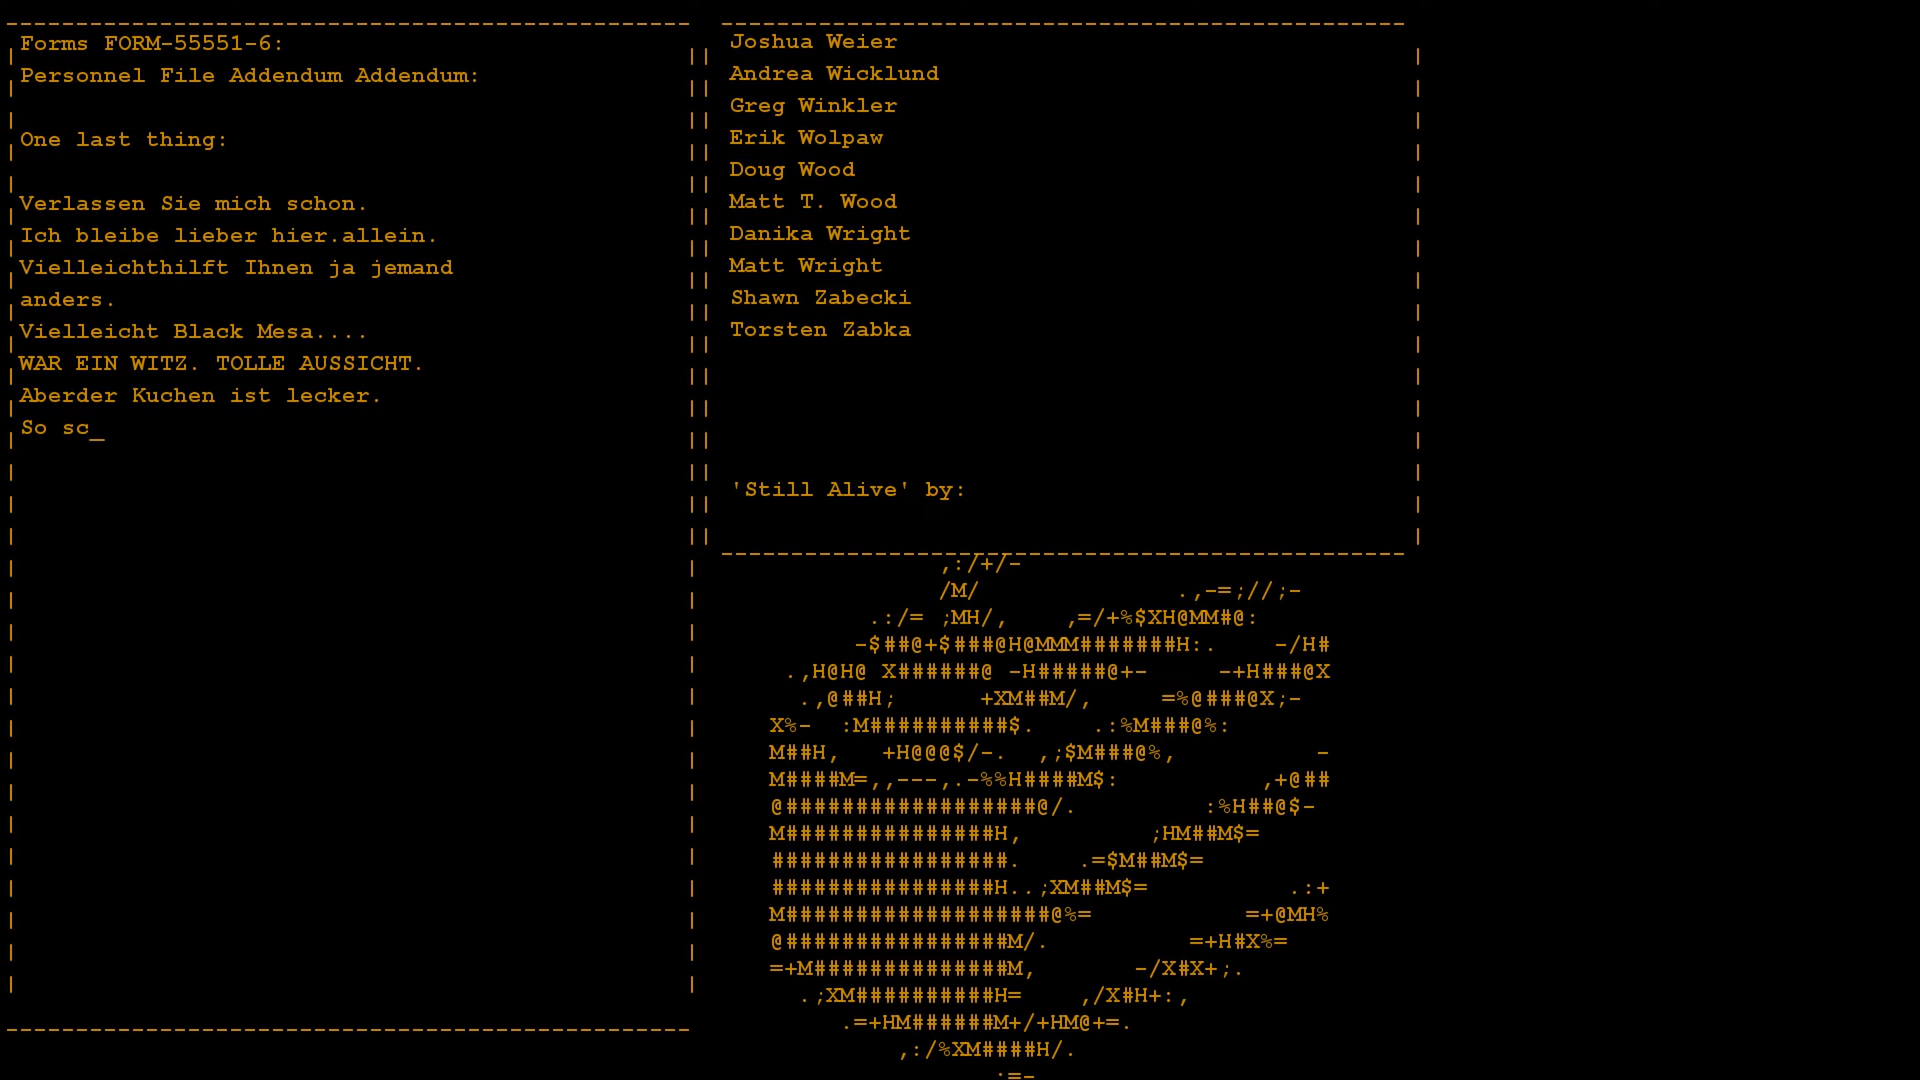 Forms FORM-55551-6:
Personnel File Addendum Addendum:
One last thing:
Verlassen Sie mich schon.
Ich bleibe lieber hier.allein.
Vielleichthilft Ihnen ja jemand
anders.
Vielleicht Black Mesa....
WAR EIN WITZ. TOLLE AUSSICHT.
Aberder Kuchen ist lecker.
So sc_
Joshua Weier
Andrea Wicklund
Greg Winkler
Erik Wolpaw
Doug Wood
Matt T. Wood
Danika Wright
Matt Wright
Shawn Zabecki
Torsten Zabka
'Still Alive' by: